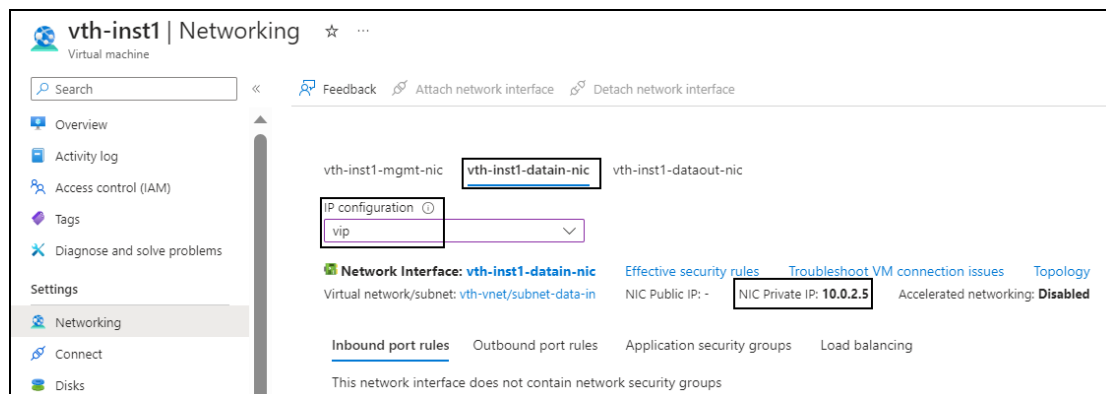 vth-inst1 | Networking ☆ ...
Virtual machine
Search «
Feedback Attach network interface Detach network interface
Overview
Activity log
Access control (IAM)
Tags
Diagnose and solve problems
Settings
Networking
Connect
Disks
vth-inst1-mgmt-nic vth-inst1-datain-nic vth-inst1-dataout-nic
IP configuration
vip
Network Interface: vth-inst1-datain-nic Effective security rules Troubleshoot VM connection issues Topology
Virtual network/subnet: vth-vnet/subnet-data-in NIC Public IP: - NIC Private IP: 10.0.2.5 Accelerated networking: Disabled
Inbound port rules Outbound port rules Application security groups Load balancing
This network interface does not contain network security groups